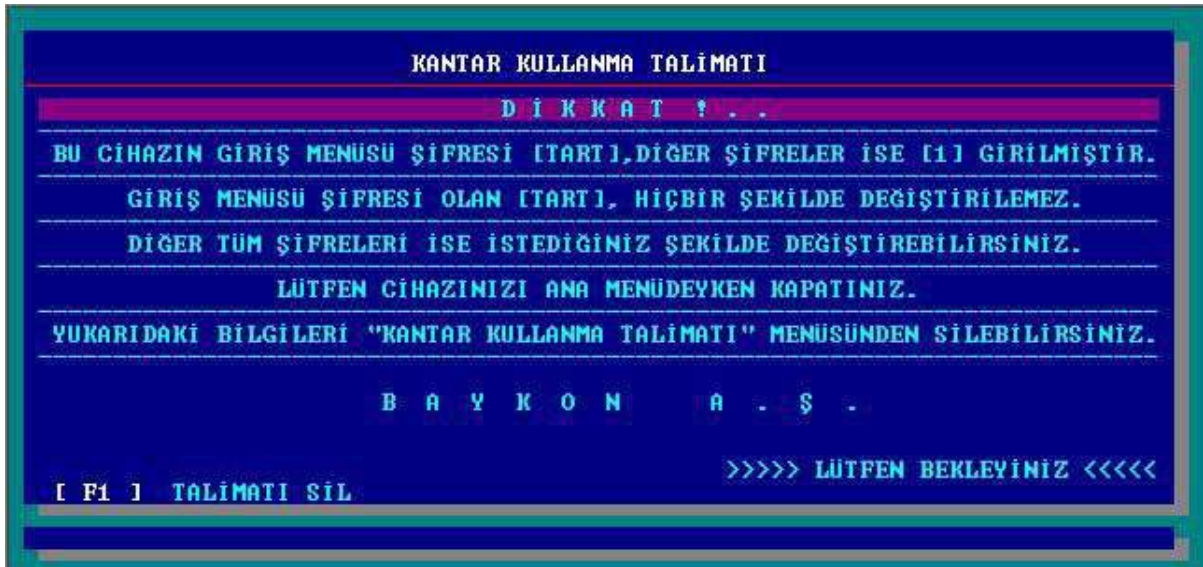 KANTAR KULLANMA TALİMATI
D İ K K A T ! . .
BU CİHAZIN GİRİŞ MENÜSÜ ŞİFRESİ [TART],DİĞER ŞİFRELER İSE [1] GİRİLMİŞTİR.
GİRİŞ MENÜSÜ ŞİFRESİ OLAN [TART], HİÇBİR ŞEKİLDE DEĞİŞTİRİLEMEZ.
DİĞER TÜM ŞİFRELERİ İSE İSTEDİĞİNİZ ŞEKİLDE DEĞİŞTİREBİLİRSİNİZ.
LÜTFEN CİHAZINIZI ANA MENÜDEYKEN KAPATINIZ.
YUKARIDAKİ BİLGİLERİ "KANTAR KULLANMA TALİMATI" MENÜSÜNDEN SİLEBİLİRSİNİZ.
B A Y K O N   A . Ş .
>>>>> LÜTFEN BEKLEYİNİZ <<<<<
[ F1 ] TALİMATI SİL